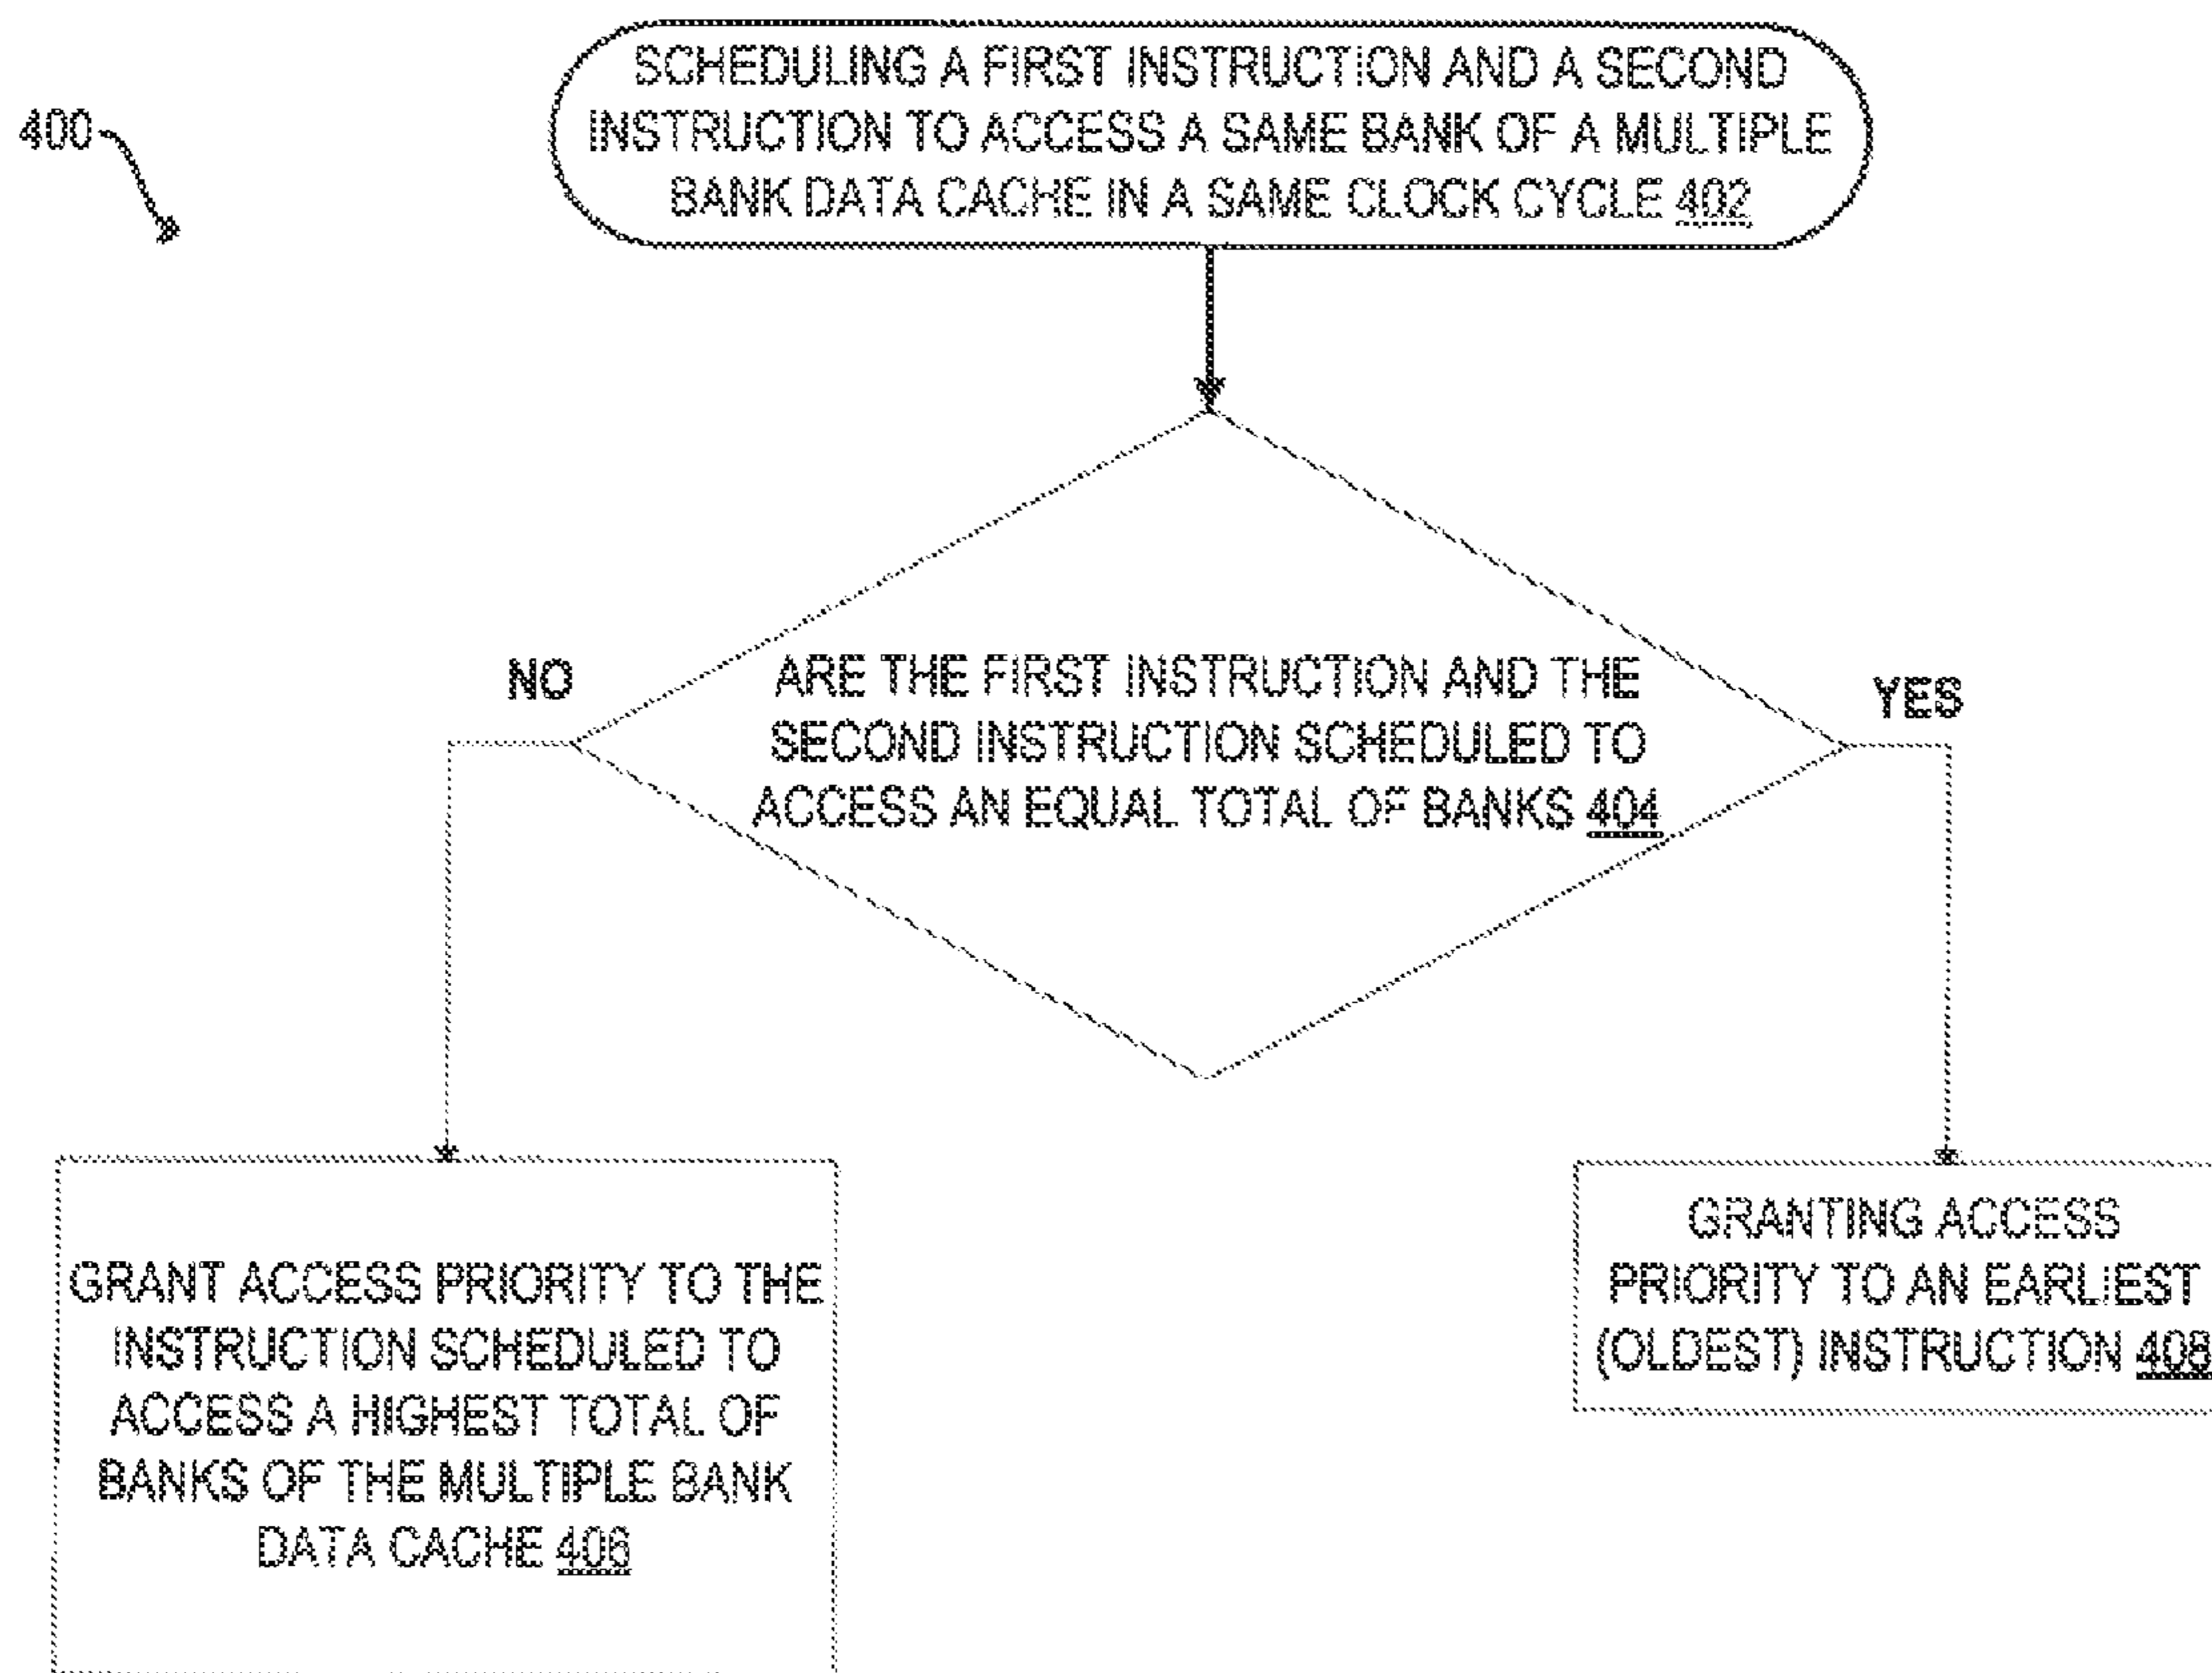 400
SCHEDULING A FIRST INSTRUCTION AND A SECOND
INSTRUCTION TO ACCESS A SAME BANK OF A MULTIPLE
BANK DATA CACHE IN A SAME CLOCK CYCLE 402
NO
ARE THE FIRST INSTRUCTION AND THE
SECOND INSTRUCTION SCHEDULED TO
ACCESS AN EQUAL TOTAL OF BANKS 404
YES
GRANT ACCESS PRIORITY TO THE
INSTRUCTION SCHEDULED TO
ACCESS A HIGHEST TOTAL OF
BANKS OF THE MULTIPLE BANK
DATA CACHE 406
GRANTING ACCESS
PRIORITY TO AN EARLIEST
(OLDEST) INSTRUCTION 408